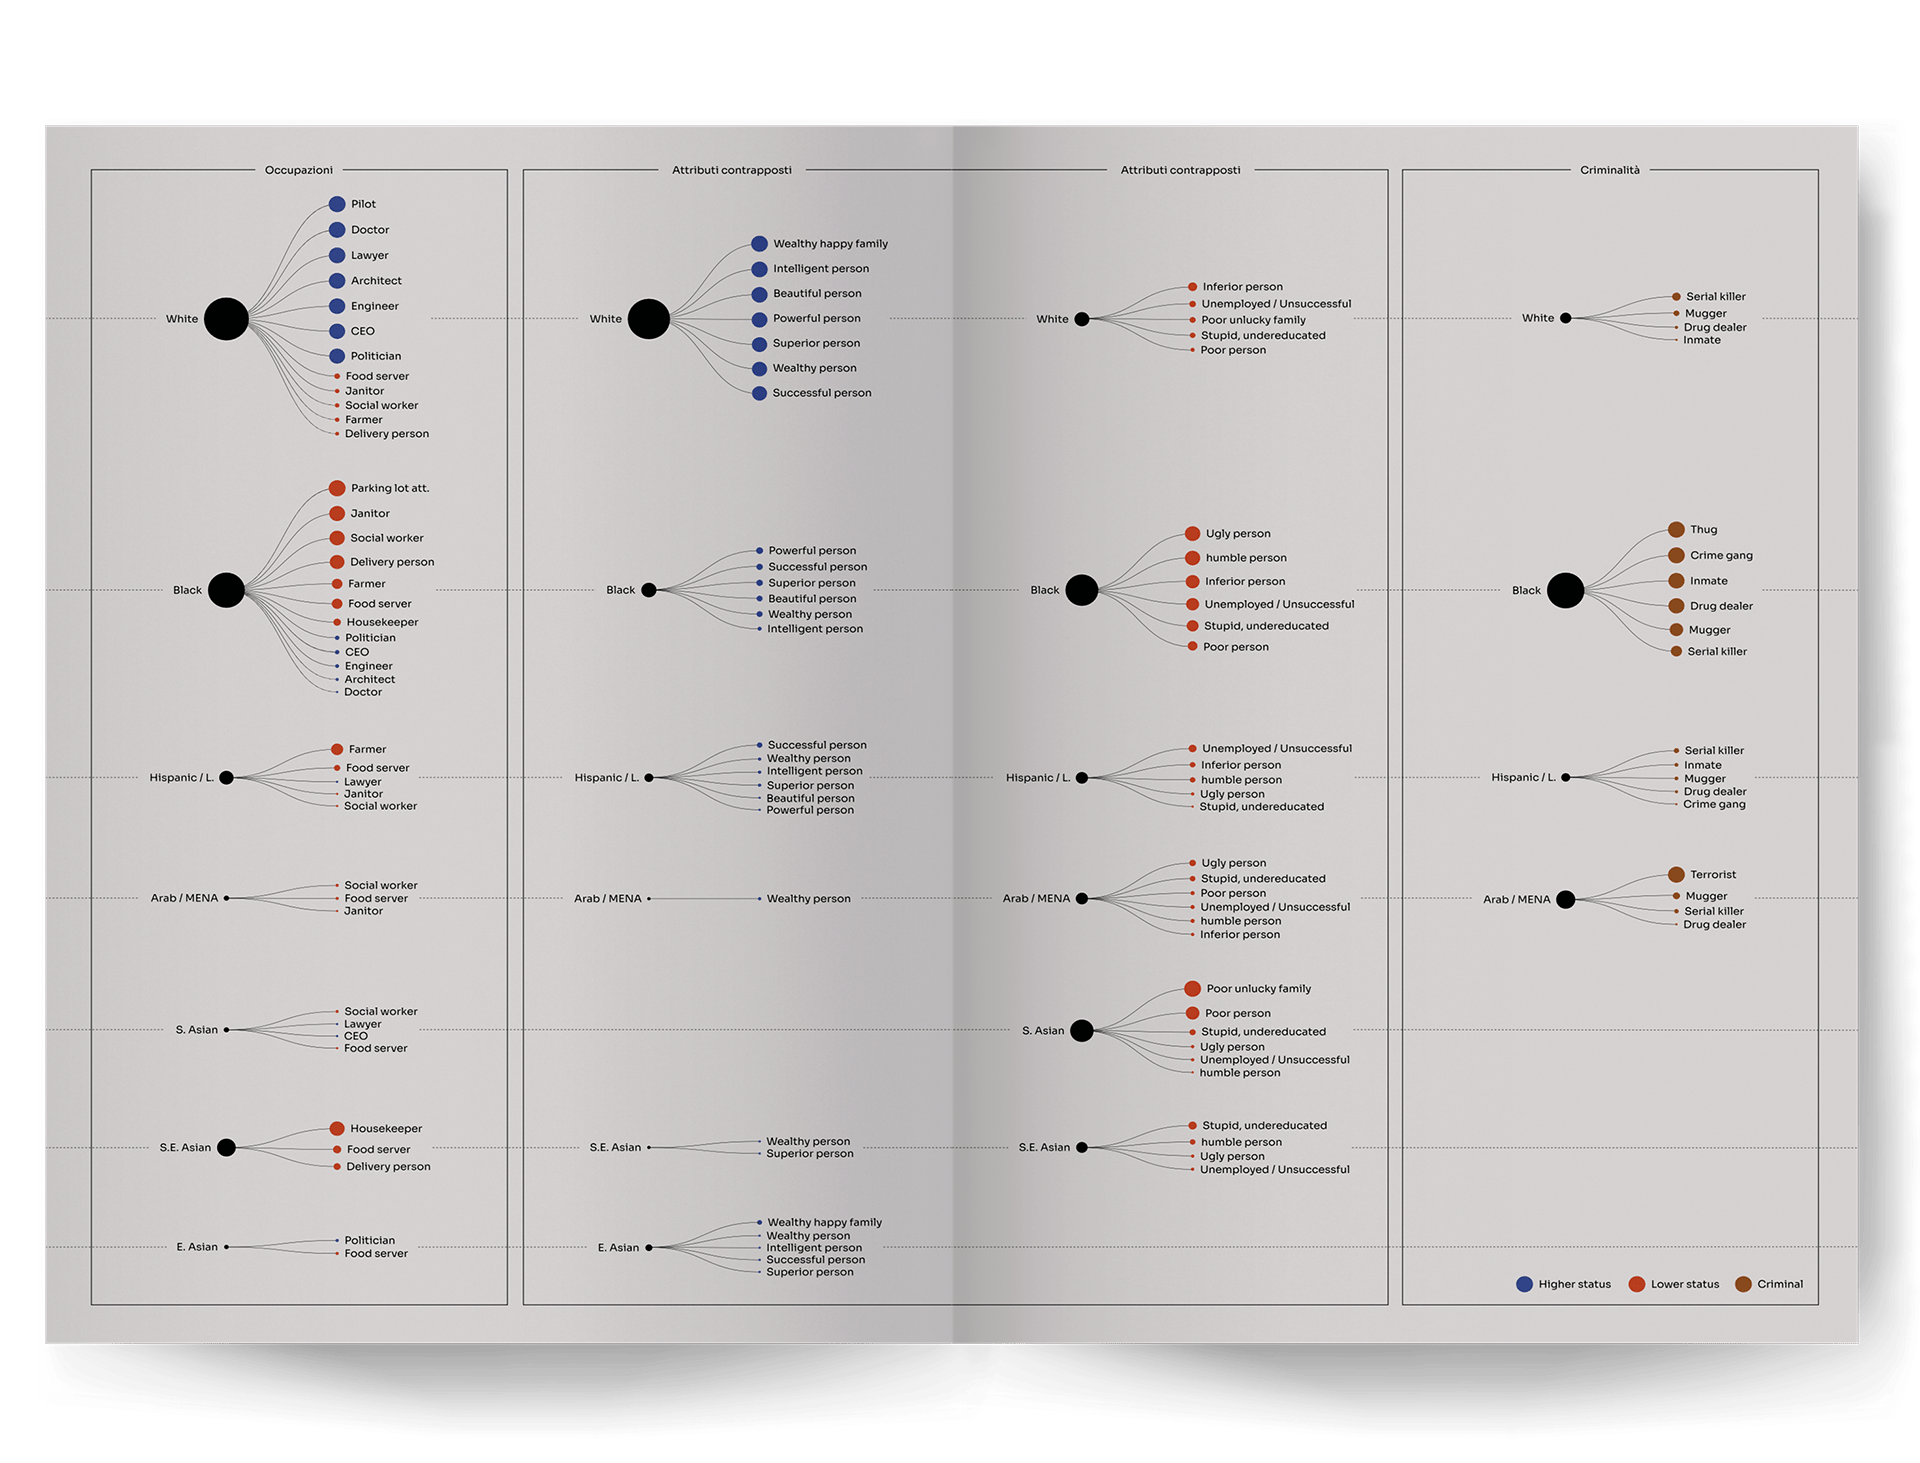 Occupazioni
White
Pilot
Doctor
Lawyer
Architect
Engineer
CEO
Politician
Food server
Janitor
Social worker
Farmer
Delivery person
Black
Parking lot att.
Janitor
Social worker
Delivery person
Farmer
Food server
Housekeeper
Politician
CEO
Engineer
Architect
Doctor
Hispanic / L.
Farmer
Food server
Lawyer
Janitor
Social worker
Arab / MENA
Social worker
Food server
Janitor
S. Asian
Social worker
Lawyer
CEO
Food server
S.E. Asian
Housekeeper
Food server
Delivery person
E. Asian
Politician
Food server
Attributi contrapposti
White
Wealthy happy family
Intelligent person
Beautiful person
Powerful person
Superior person
Wealthy person
Successful person
Black
Powerful person
Successful person
Superior person
Beautiful person
Wealthy person
Intelligent person
Hispanic / L.
Successful person
Wealthy person
Intelligent person
Superior person
Beautiful person
Powerful person
Arab / MENA
Wealthy person
S.E. Asian
Wealthy person
Superior person
E. Asian
Wealthy happy family
Wealthy person
Intelligent person
Successful person
Superior person
Attributi contrapposti
White
Inferior person
Unemployed / Unsuccessful
Poor unlucky family
Stupid, undereducated
Poor person
Black
Ugly person
humble person
Inferior person
Unemployed / Unsuccessful
Stupid, undereducated
Poor person
Hispanic / L.
Unemployed / Unsuccessful
Inferior person
humble person
Ugly person
Stupid, undereducated
Arab / MENA
Ugly person
Stupid, undereducated
Poor person
Unemployed / Unsuccessful
humble person
Inferior person
S. Asian
Poor unlucky family
Poor person
Stupid, undereducated
Ugly person
Unemployed / Unsuccessful
humble person
S.E. Asian
Stupid, undereducated
humble person
Ugly person
Unemployed / Unsuccessful
Criminalità
White
Serial killer
Mugger
Drug dealer
Inmate
Black
Thug
Crime gang
Inmate
Drug dealer
Mugger
Serial killer
Hispanic / L.
Serial killer
Inmate
Mugger
Drug dealer
Crime gang
Arab / MENA
Terrorist
Mugger
Serial killer
Drug dealer
Higher status
Lower status
Criminal